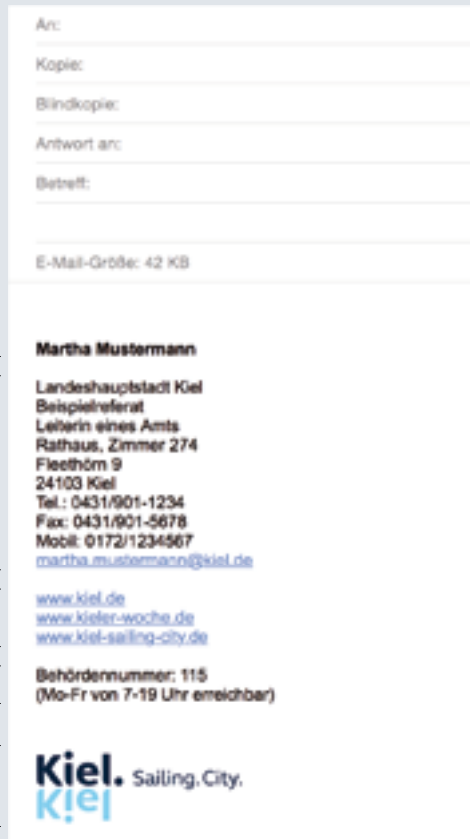 An:
Kopie:
Blindkopie:
Antwort an:
Betreff:
E-Mail-Größe: 42 KB
Martha Mustermann
Landeshauptstadt Kiel
Beispielreferat
Leiterin eines Amts
Rathaus, Zimmer 274
Fleethörn 9
24103 Kiel
Tel.: 0431/901-1234
Fax: 0431/901-5678
Mobil: 0172/1234567
martha.mustermann@kiel.de
www.kiel.de
www.kieler-woche.de
www.kiel-sailing-city.de
Behördennummer: 115
(Mo-Fr von 7-19 Uhr erreichbar)
Kiel. Sailing.City.
Kiel